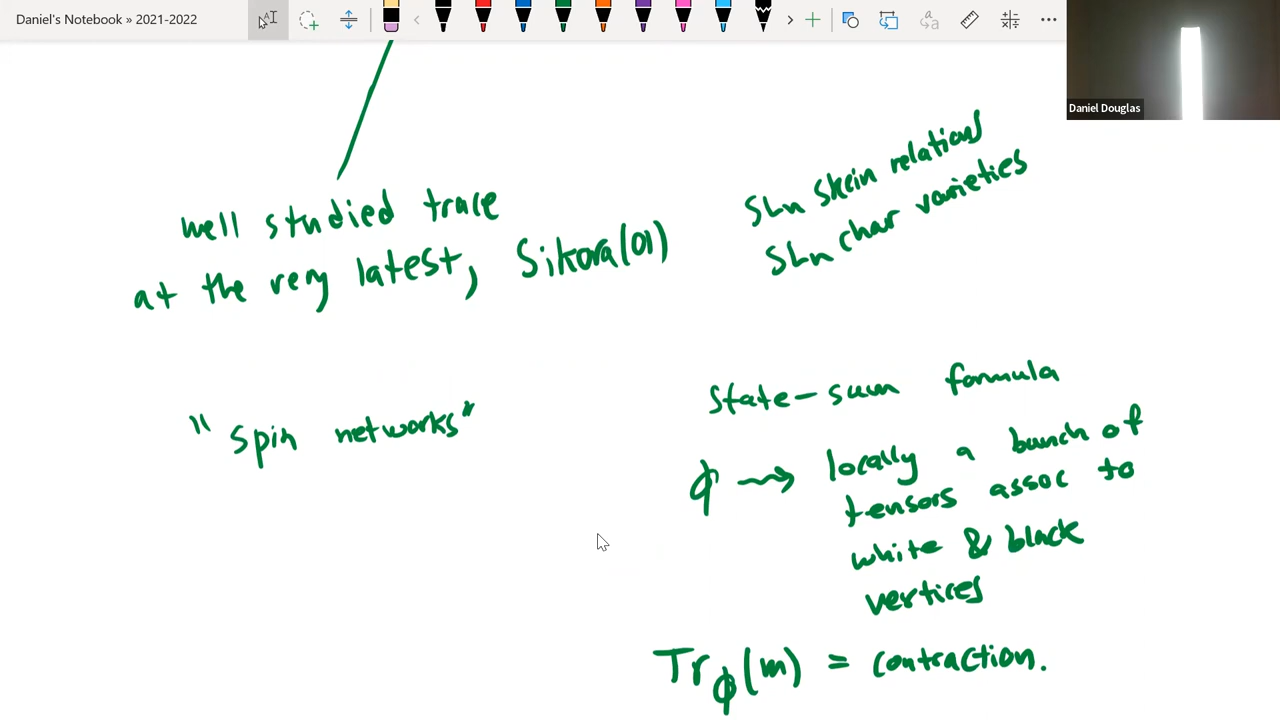 Daniel's Notebook » 2021-2022
Daniel Douglas
well studied trace
at the very latest, Sikora(01)
SLn skein relations
SLn char varieties
"spin networks"
state-sum formula
ϕ ⇝ locally a bunch of
tensors assoc to
white & black
vertices
Tr_ϕ(m) = contraction.